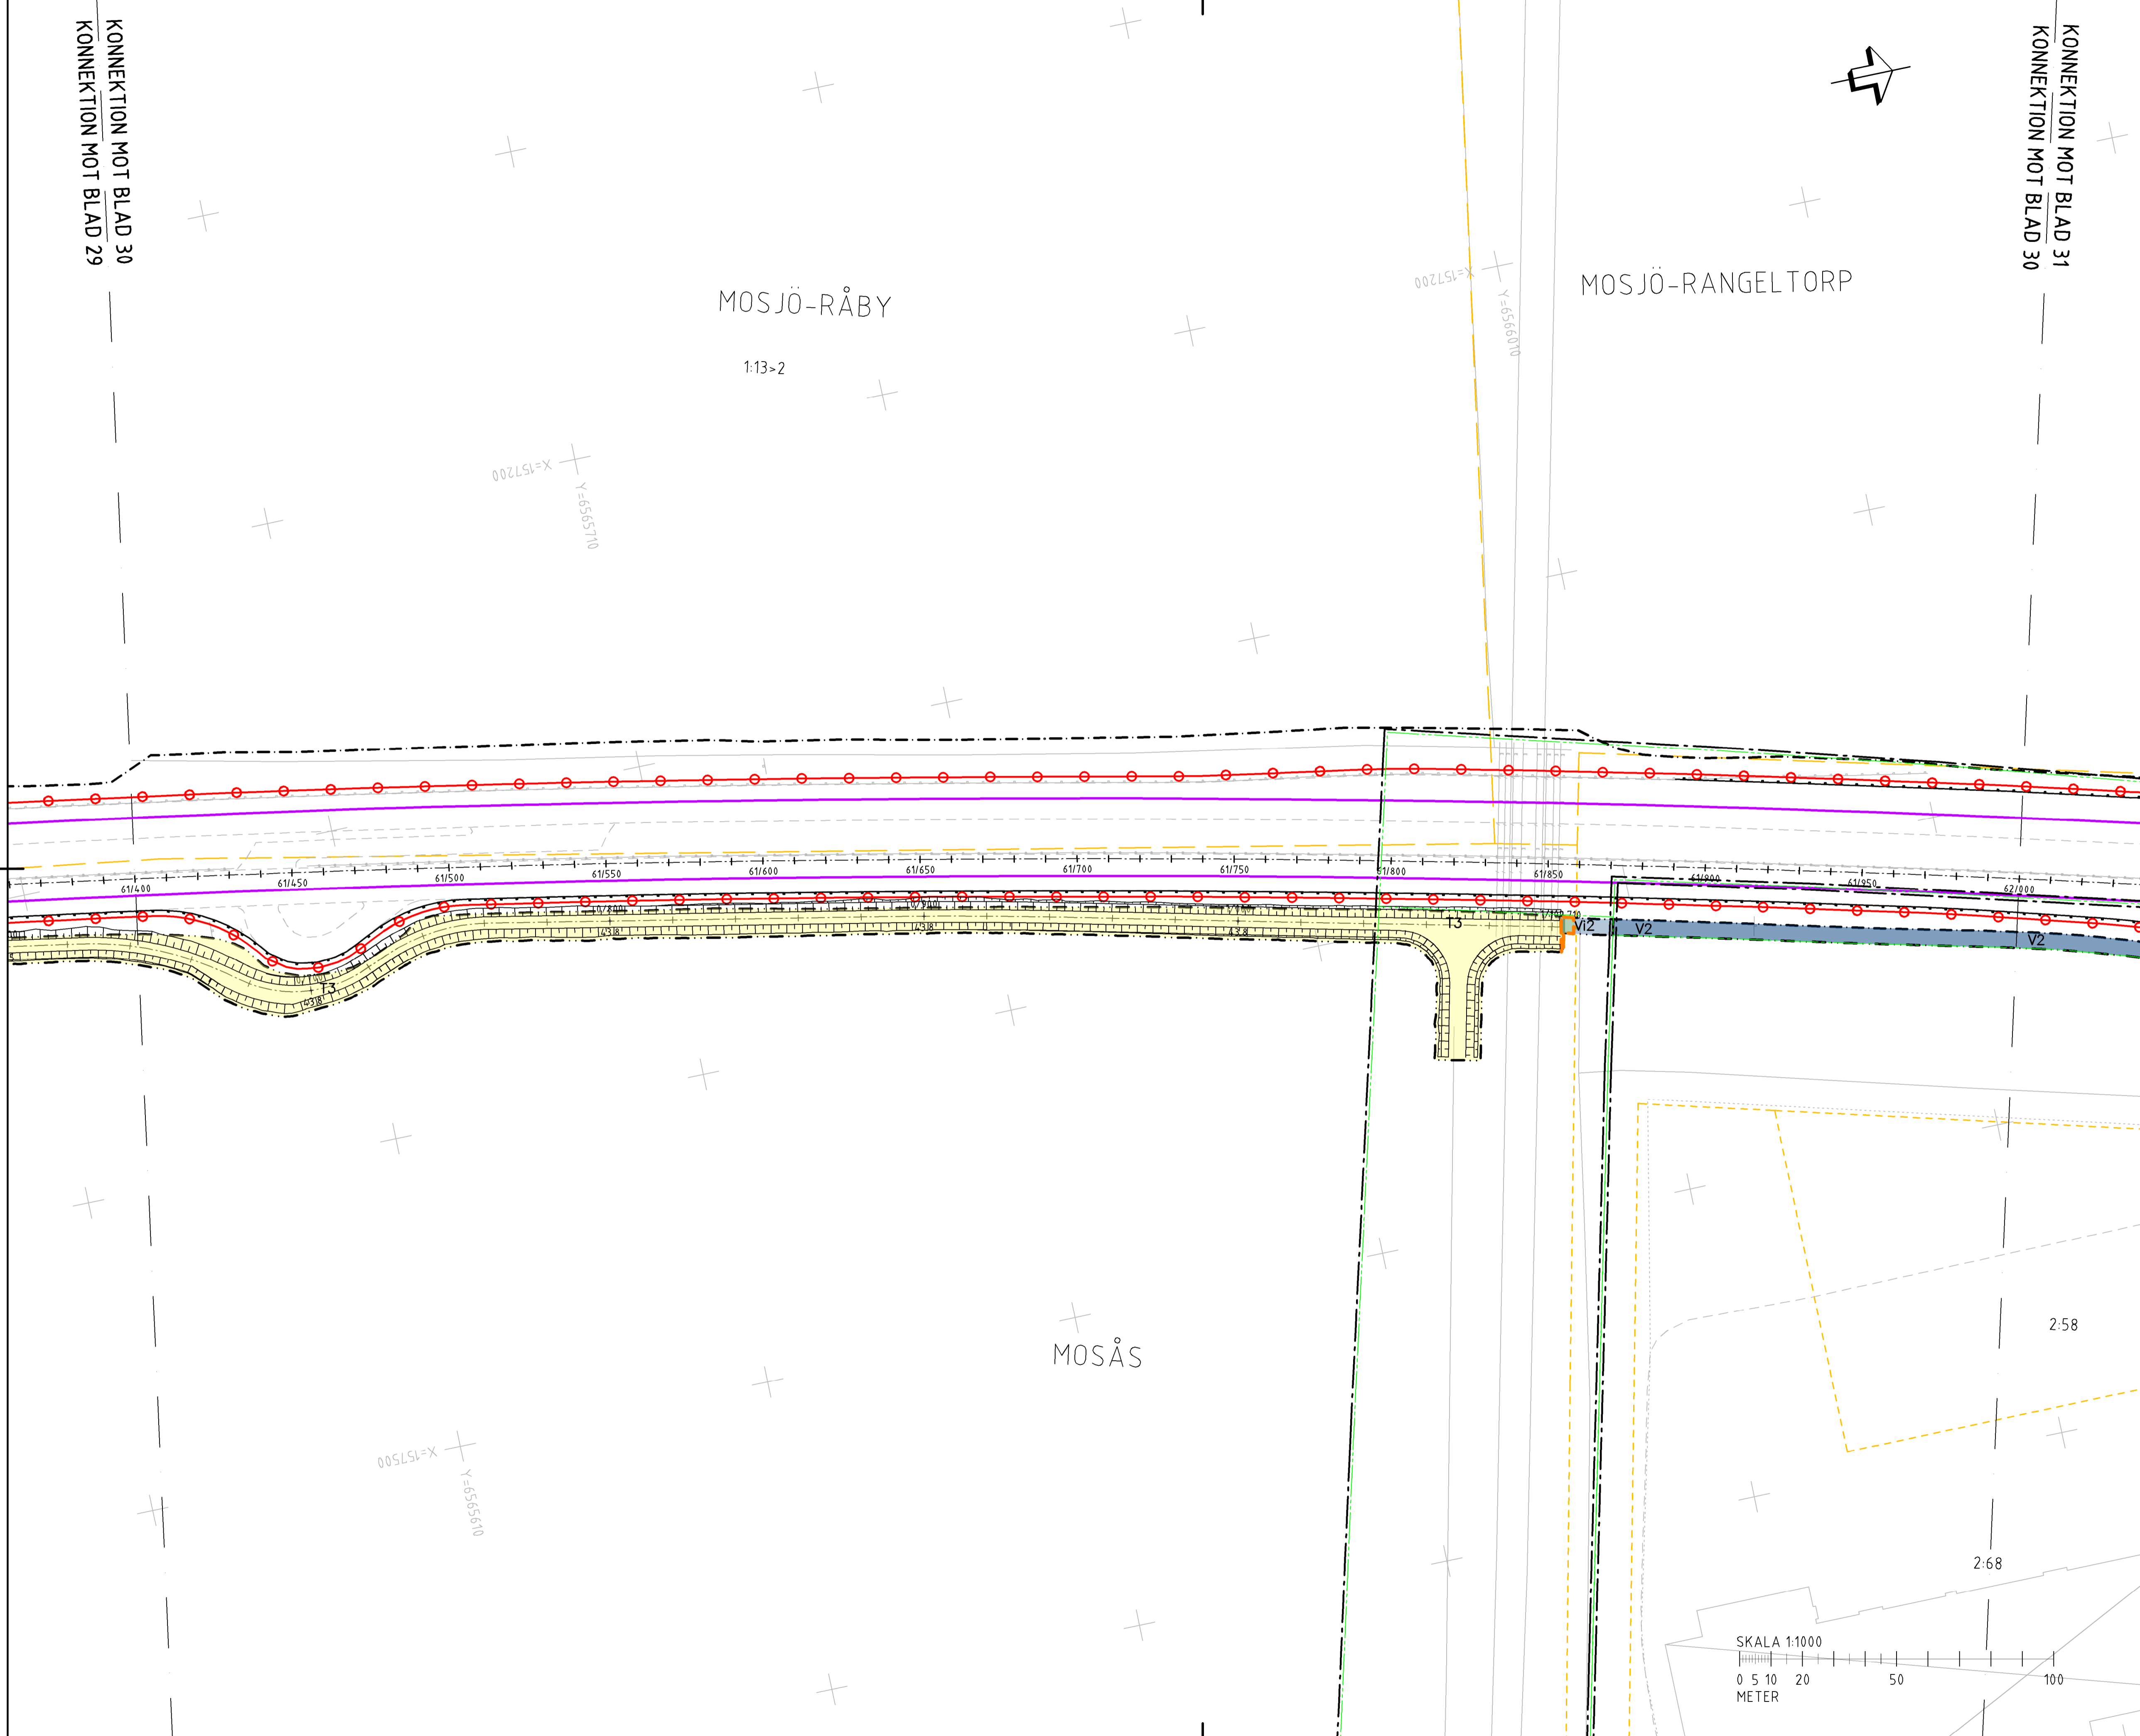 KONNEKTION MOT BLAD 30
KONNEKTION MOT BLAD 29
KONNEKTION MOT BLAD 31
KONNEKTION MOT BLAD 30
MOSJÖ-RÅBY
1:13>2
MOSJÖ-RANGELTORP
X=157200
Y=6566010
X=157200
Y=6565710
61/400
61/450
61/500
61/550
61/600
61/650
61/700
61/750
61/800
61/850
61/900
61/950
62/000
T3
Vi2
V2
V2
T3
MOSÅS
X=157500
Y=6565610
2:58
2:68
SKALA 1:1000
0 5 10 20 50 100
METER